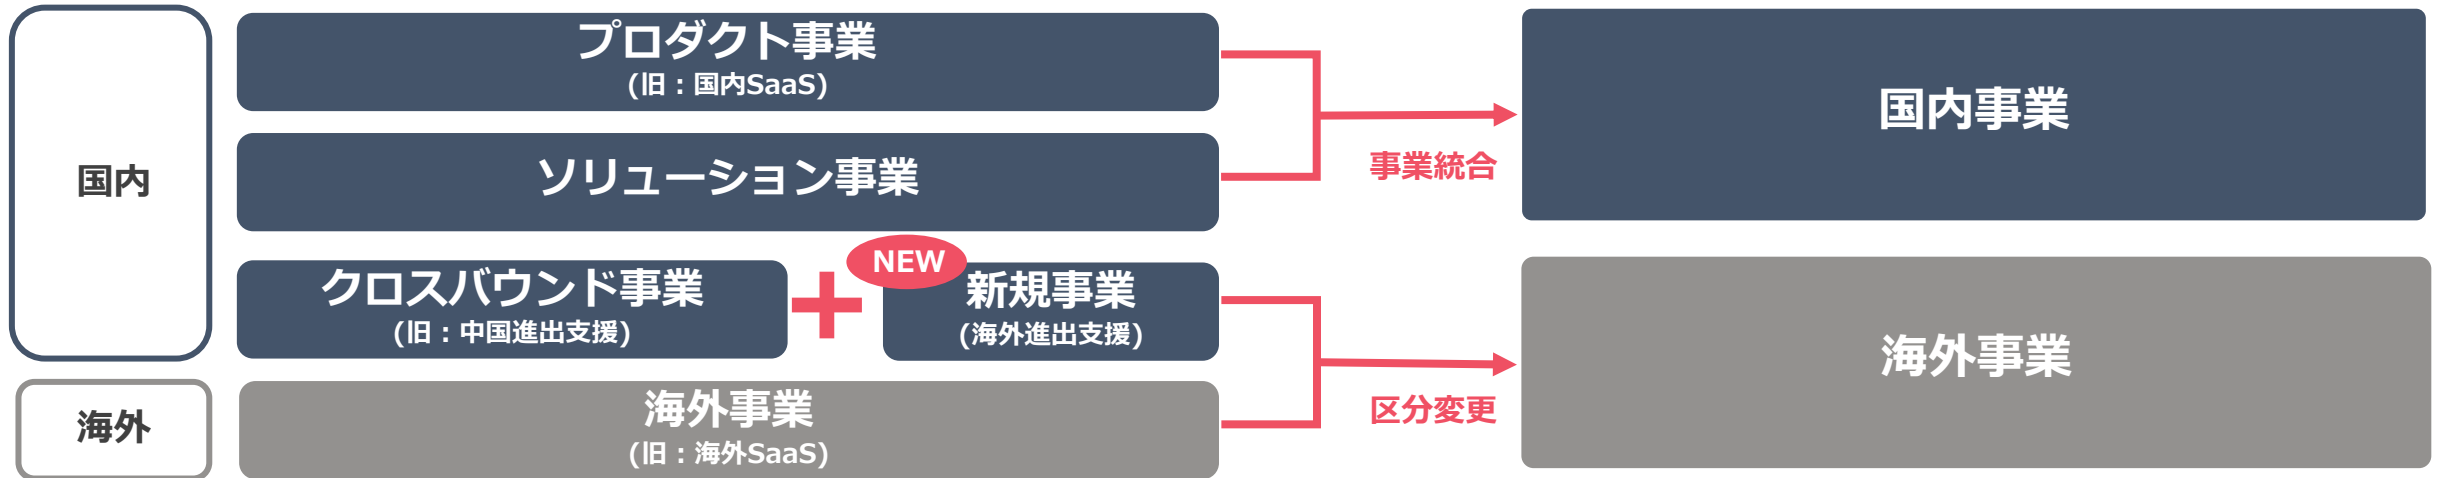 国内
プロダクト事業
(旧：国内SaaS)
ソリューション事業
クロスバウンド事業
(旧：中国進出支援)
NEW
新規事業
(海外進出支援)
海外
海外事業
(旧：海外SaaS)
事業統合
区分変更
国内事業
海外事業